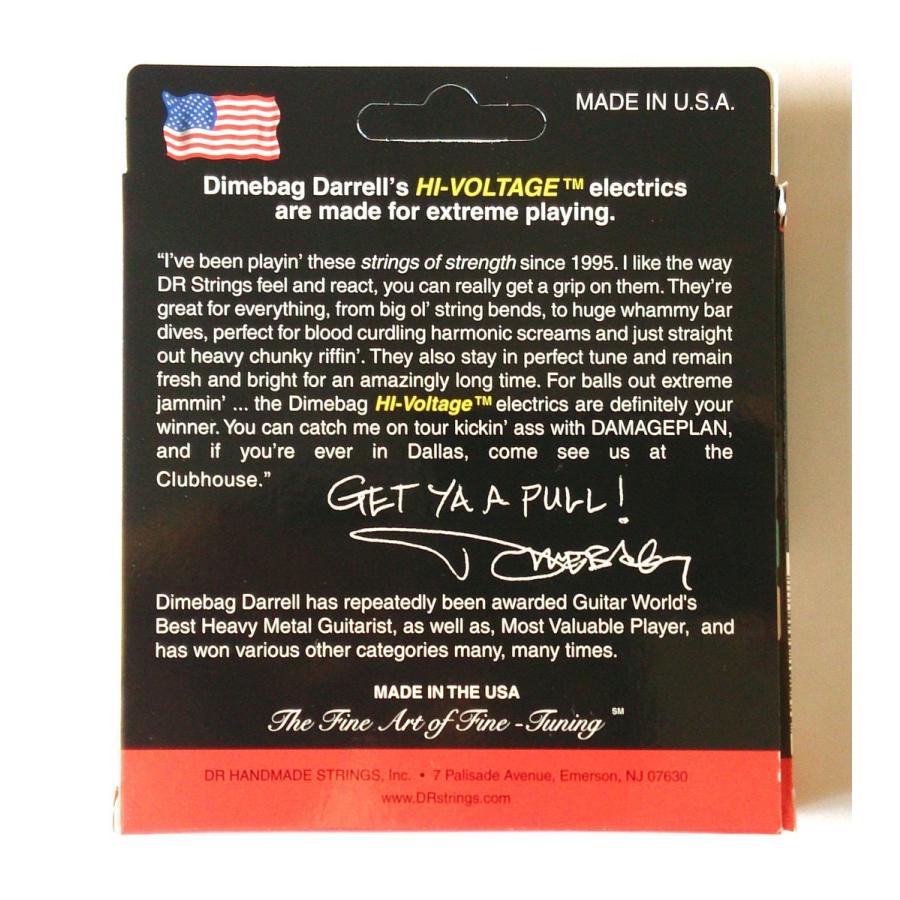 MADE IN U.S.A.
Dimebag Darrell's HI-VOLTAGE™ electrics
are made for extreme playing.
"I've been playin' these strings of strength since 1995. I like the way
DR Strings feel and react, you can really get a grip on them. They're
great for everything, from big ol' string bends, to huge whammy bar
dives, perfect for blood curdling harmonic screams and just straight
out heavy chunky riffin'. They also stay in perfect tune and remain
fresh and bright for an amazingly long time. For balls out extreme
jammin' ... the Dimebag HI-Voltage™ electrics are definitely your
winner. You can catch me on tour kickin' ass with DAMAGEPLAN,
and if you're ever in Dallas, come see us at the
Clubhouse."
GET YA A PULL!
DIMEBAG
Dimebag Darrell has repeatedly been awarded Guitar World's
Best Heavy Metal Guitarist, as well as, Most Valuable Player, and
has won various other categories many, many times.
MADE IN THE USA
The Fine Art of Fine-Tuning ℠
DR HANDMADE STRINGS, Inc. • 7 Palisade Avenue, Emerson, NJ 07630
www.DRstrings.com